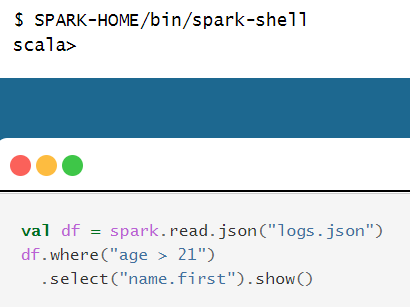 $ SPARK-HOME/bin/spark-shell
scala>
val df = spark.read.json("logs.json")
df.where("age > 21")
.select("name.first").show()